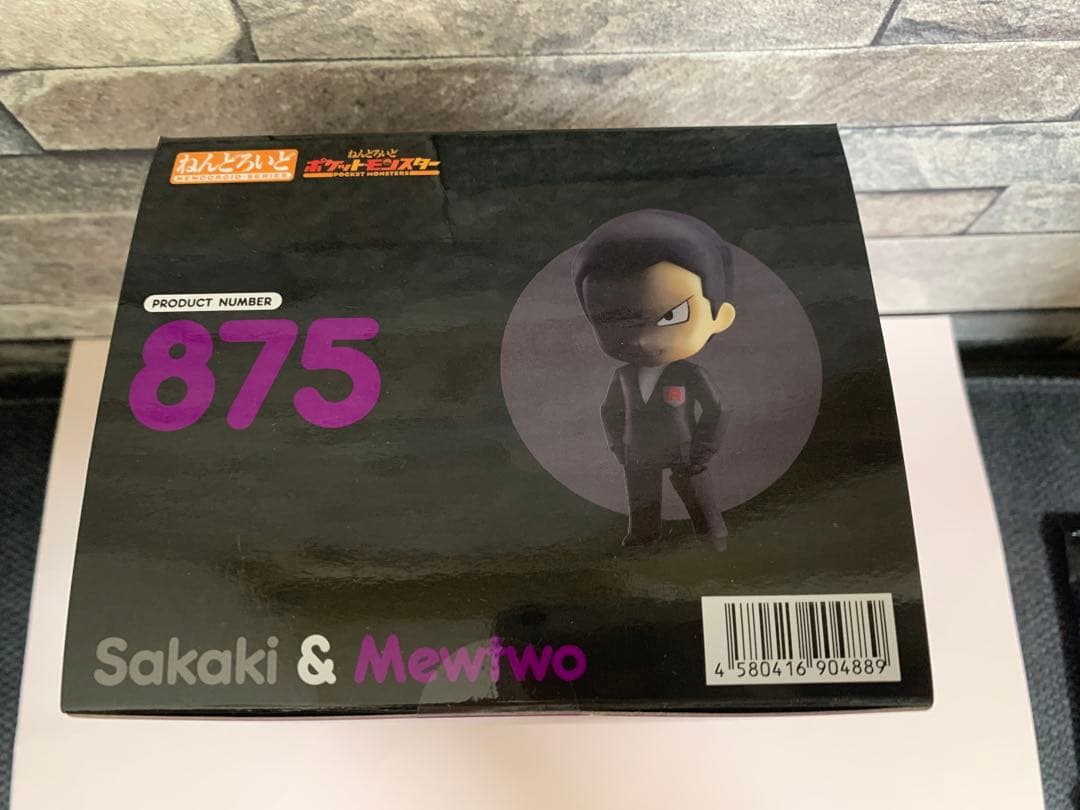 ねんどろいど
NENDOROID SERIES
ねんどろいど
ポケットモンスター
POCKET MONSTERS
PRODUCT NUMBER
875
R
Sakaki & Mewtwo
4 580416 904889